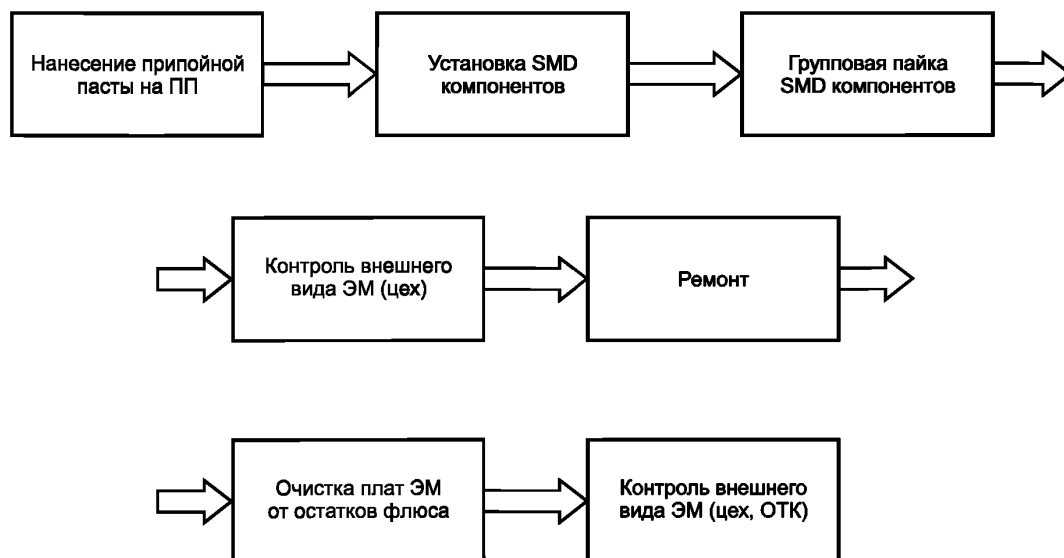 Нанесение припойной
пасты на ПП
Установка SMD
компонентов
Групповая пайка
SMD компонентов
Контроль внешнего
вида ЭМ (цех)
Ремонт
Очистка плат ЭМ
от остатков флюса
Контроль внешнего
вида ЭМ (цех, ОТК)